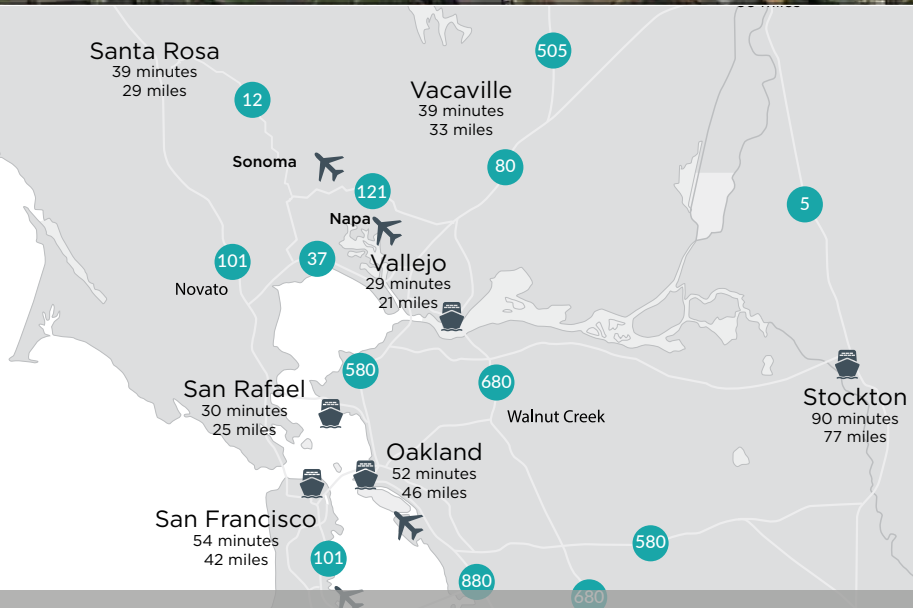 Santa Rosa
39 minutes
29 miles
505
Vacaville
39 minutes
33 miles
12
Sonoma
80
121
5
Napa
101
37
Vallejo
29 minutes
21 miles
Novato
580
680
San Rafael
30 minutes
25 miles
Walnut Creek
Stockton
90 minutes
77 miles
Oakland
52 minutes
46 miles
San Francisco
54 minutes
42 miles
101
580
880
680